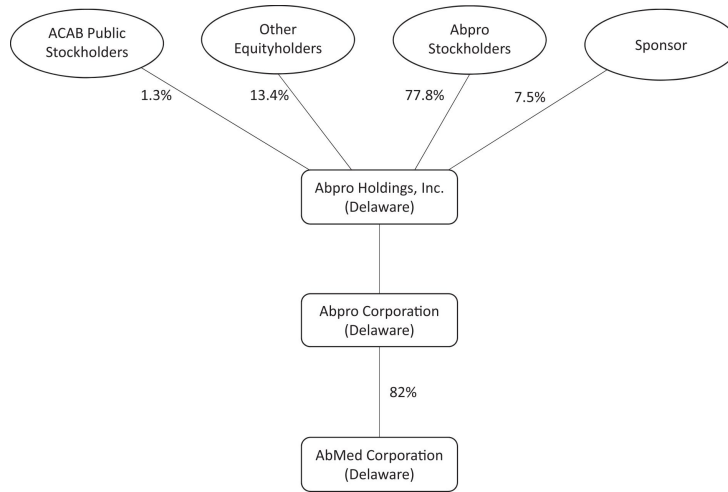 ACAB Public
Stockholders
Other
Equityholders
Abpro
Stockholders
Sponsor
1.3%
13.4%
77.8%
7.5%
Abpro Holdings, Inc.
(Delaware)
Abpro Corporation
(Delaware)
82%
AbMed Corporation
(Delaware)